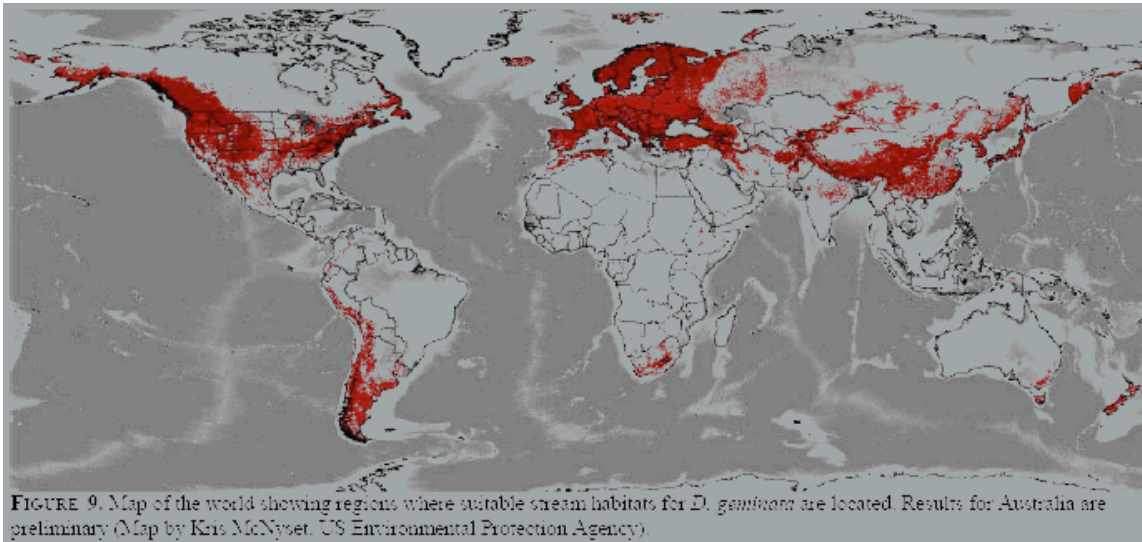 FIGURE 9. Map of the world showing regions where suitable stream habitats for D. geminata are located. Results for Australia are
preliminary (Map by Kris McNyset. US Environmental Protection Agency).